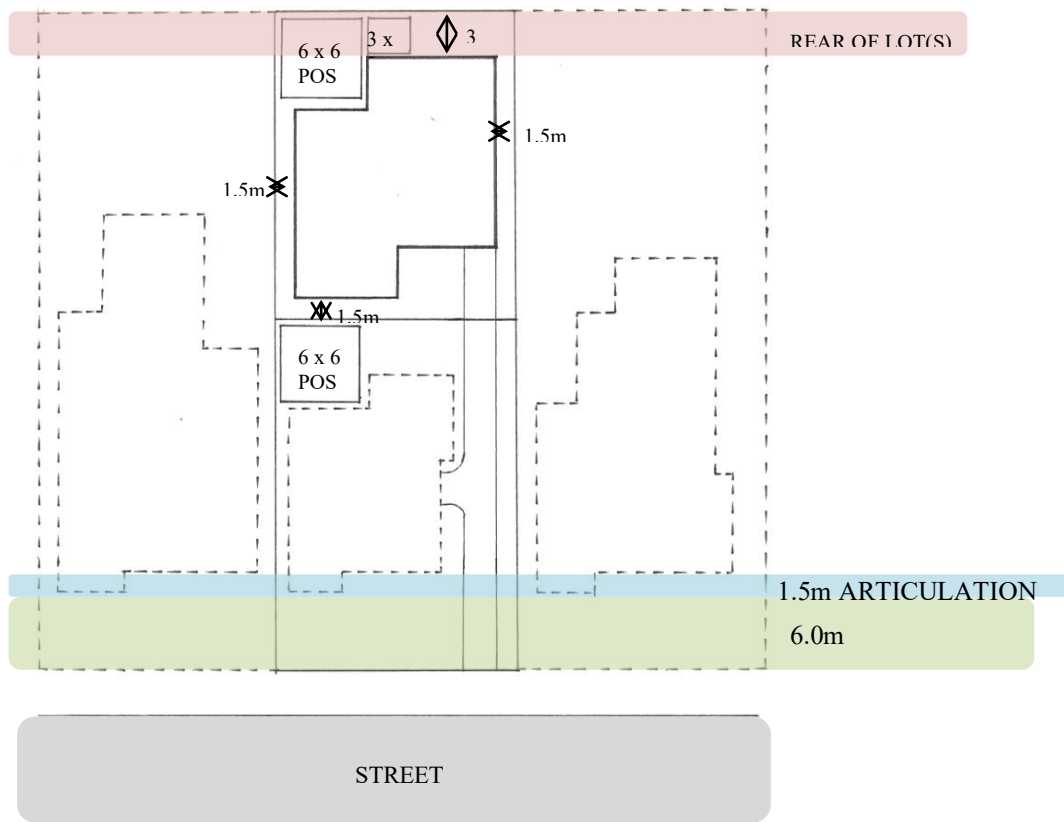 6 x 6
POS
3 x
3
REAR OF LOT(S)
1.5m
1.5m
1.5m
6 x 6
POS
1.5m ARTICULATION
6.0m
STREET